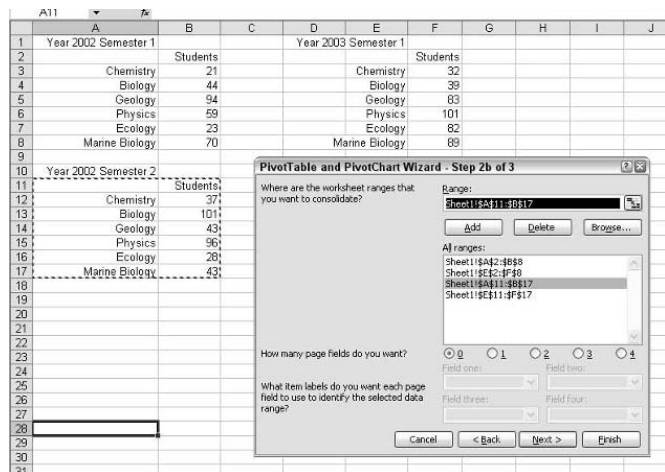 A11 fx
A B C D E F G H I J
1 Year 2002 Semester 1 Year 2003 Semester 1
2 Students Students
3 Chemistry 21 Chemistry 32
4 Biology 44 Biology 39
5 Geology 94 Geology 83
6 Physics 59 Physics 101
7 Ecology 23 Ecology 82
8 Marine Biology 70 Marine Biology 89
9
10 Year 2002 Semester 2
11 Students
12 Chemistry 37
13 Biology 101
14 Geology 43
15 Physics 96
16 Ecology 28
17 Marine Biology 43
18
19
20
21
22
23
24
25
26
27
28
29
30
31
PivotTable and PivotChart Wizard - Step 2b of 3
Where are the worksheet ranges that
you want to consolidate?
Range:
Sheet1!$A$11:$B$17
Add Delete Browse...
All ranges:
Sheet1!$A$2:$B$8
Sheet1!$E$2:$F$8
Sheet1!$A$11:$B$17
Sheet1!$E$11:$F$17
How many page fields do you want? 0 1 2 3 4
Field one: Field two:
What item labels do you want each page
field to use to identify the selected data
range?
Field three: Field four:
Cancel < Back Next > Finish